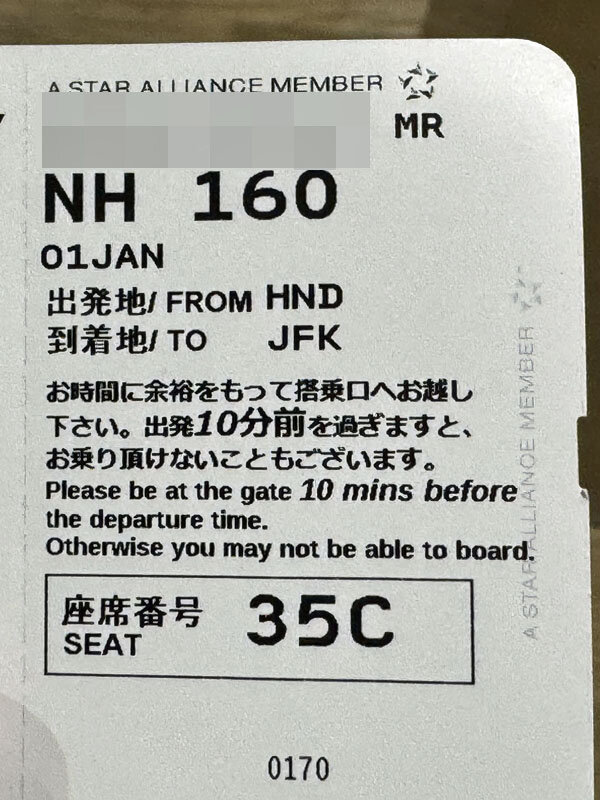 A STAR ALLIANCE MEMBER
MR
NH 160
01JAN
出発地/ FROM HND
到着地/ TO JFK
お時間に余裕をもって搭乗口へお越し
下さい。出発10分前を過ぎますと、
お乗り頂けないこともございます。
Please be at the gate 10 mins before
the departure time.
Otherwise you may not be able to board.
座席番号 35C
SEAT
0170
A STAR ALLIANCE MEMBER